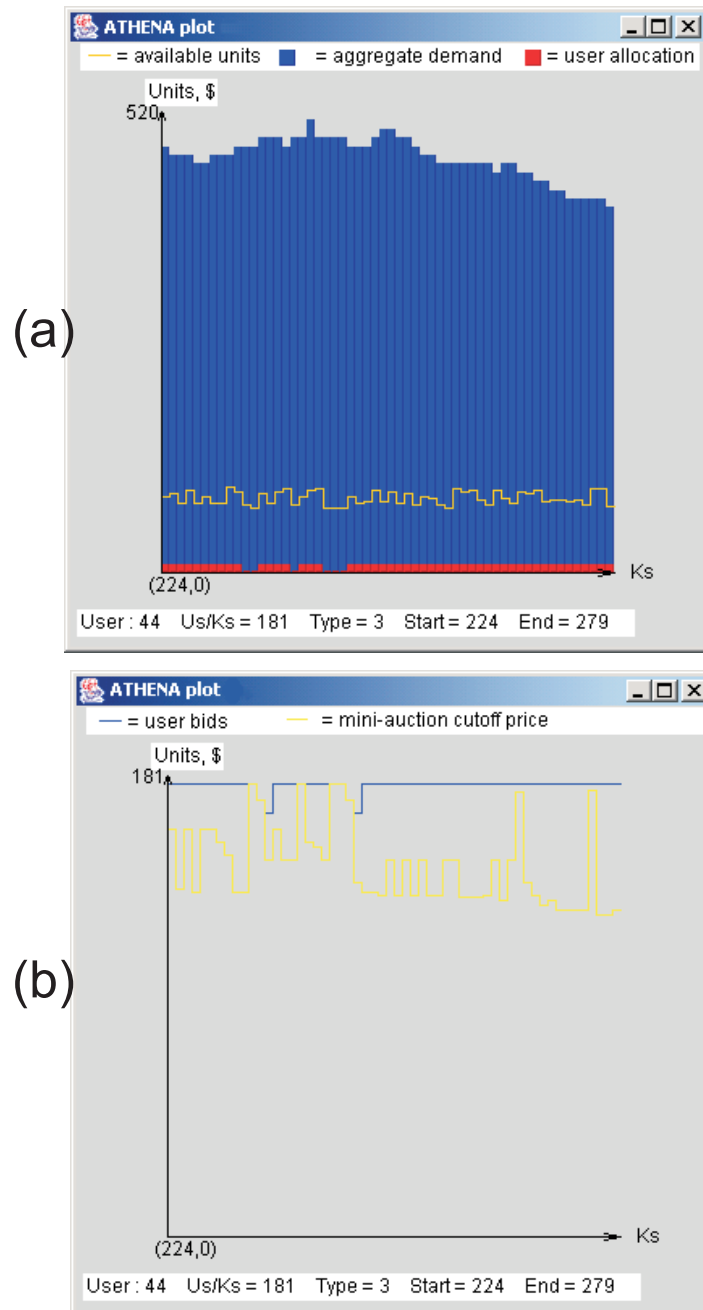 ATHENA plot
= available units = aggregate demand = user allocation
Units, $
520
(a)
Ks
(224,0)
User : 44 Us/Ks = 181 Type = 3 Start = 224 End = 279
ATHENA plot
= user bids = mini-auction cutoff price
Units, $
181
(b)
Ks
(224,0)
User : 44 Us/Ks = 181 Type = 3 Start = 224 End = 279